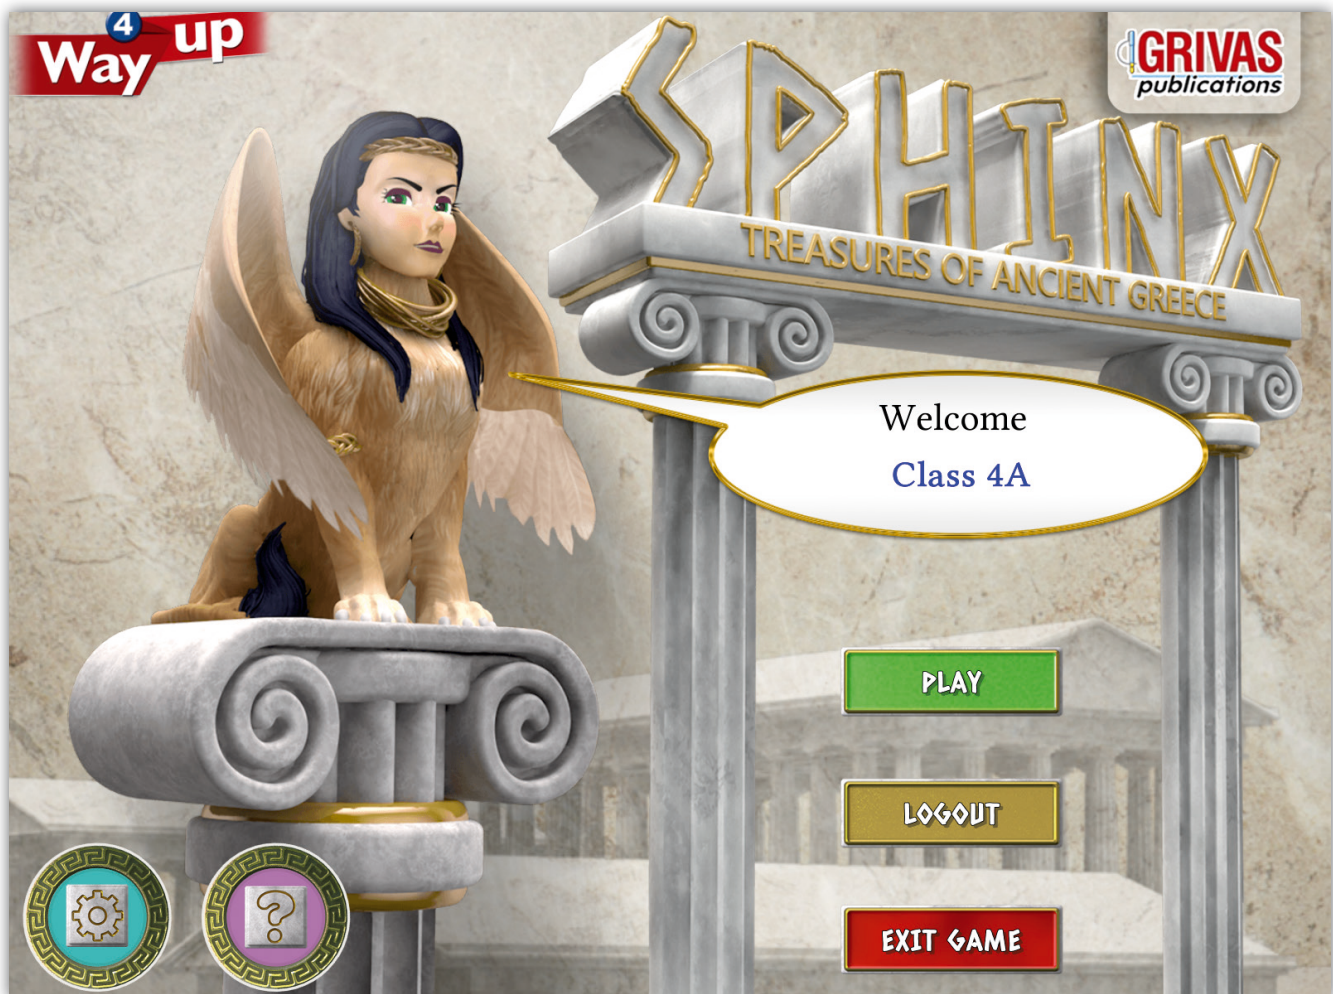 4
Way up
GRIVAS
publications
SPHINX
TREASURES OF ANCIENT GREECE
Welcome
Class 4A
PLAY
LOGOUT
EXIT GAME
?